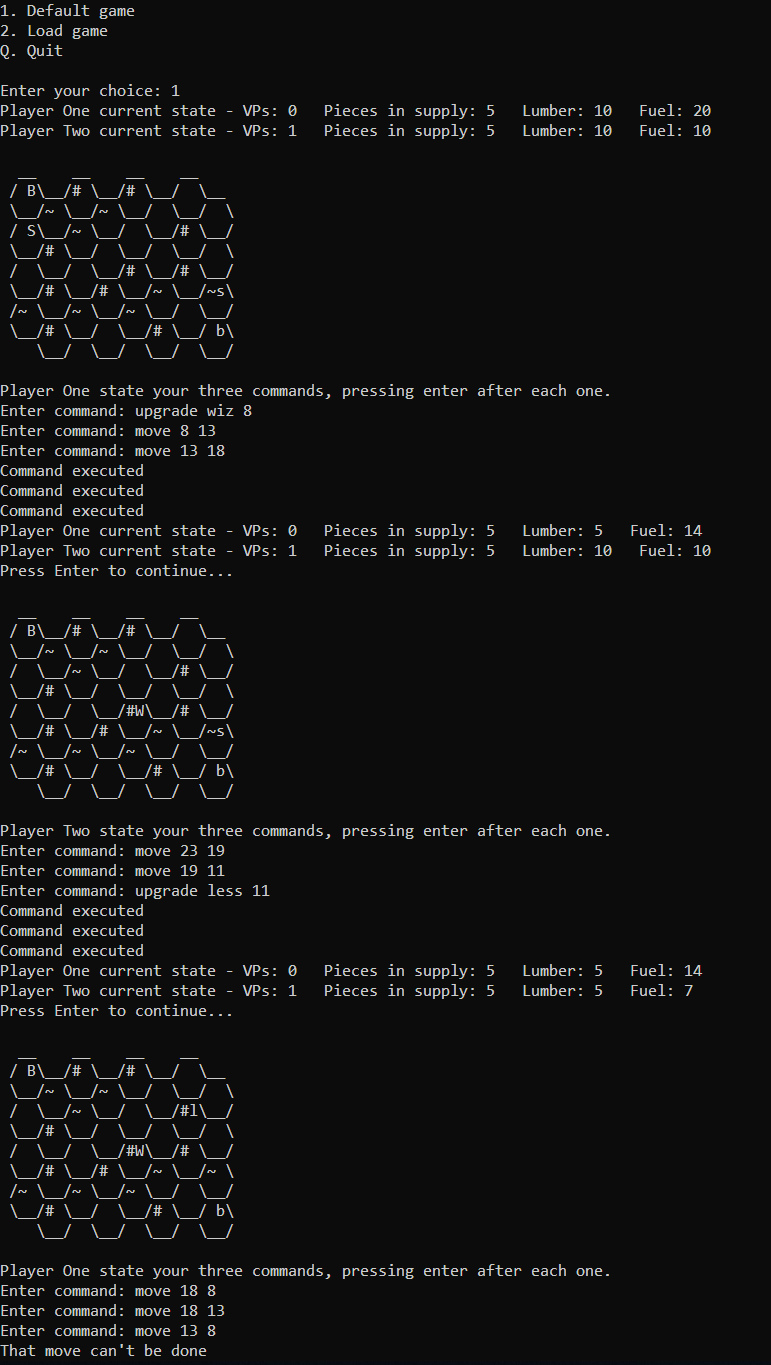 1. Default game
2. Load game
Q. Quit

Enter your choice: 1
Player One current state - VPs: 0   Pieces in supply: 5   Lumber: 10   Fuel: 20
Player Two current state - VPs: 1   Pieces in supply: 5   Lumber: 10   Fuel: 10

  __    __    __    __
 / B\__/# \__/# \__/  \__
 \__/~ \__/~ \__/  \__/  \
 / S\__/~ \__/  \__/# \__/
 \__/# \__/  \__/  \__/  \
 /  \__/  \__/# \__/# \__/
 \__/# \__/# \__/~ \__/~s\
 /~ \__/~ \__/~ \__/  \__/
 \__/# \__/  \__/# \__/ b\
    \__/  \__/  \__/  \__/

Player One state your three commands, pressing enter after each one.
Enter command: upgrade wiz 8
Enter command: move 8 13
Enter command: move 13 18
Command executed
Command executed
Command executed
Player One current state - VPs: 0   Pieces in supply: 5   Lumber: 5   Fuel: 14
Player Two current state - VPs: 1   Pieces in supply: 5   Lumber: 10   Fuel: 10
Press Enter to continue...

  __    __    __    __
 / B\__/# \__/# \__/  \__
 \__/~ \__/~ \__/  \__/  \
 /  \__/~ \__/  \__/# \__/
 \__/# \__/  \__/  \__/  \
 /  \__/  \__/#W\__/# \__/
 \__/# \__/# \__/~ \__/~s\
 /~ \__/~ \__/~ \__/  \__/
 \__/# \__/  \__/# \__/ b\
    \__/  \__/  \__/  \__/

Player Two state your three commands, pressing enter after each one.
Enter command: move 23 19
Enter command: move 19 11
Enter command: upgrade less 11
Command executed
Command executed
Command executed
Player One current state - VPs: 0   Pieces in supply: 5   Lumber: 5   Fuel: 14
Player Two current state - VPs: 1   Pieces in supply: 5   Lumber: 5   Fuel: 7
Press Enter to continue...

  __    __    __    __
 / B\__/# \__/# \__/  \__
 \__/~ \__/~ \__/  \__/  \
 /  \__/~ \__/  \__/#l\__/
 \__/# \__/  \__/  \__/  \
 /  \__/  \__/#W\__/# \__/
 \__/# \__/# \__/~ \__/~ \
 /~ \__/~ \__/~ \__/  \__/
 \__/# \__/  \__/# \__/ b\
    \__/  \__/  \__/  \__/

Player One state your three commands, pressing enter after each one.
Enter command: move 18 8
Enter command: move 18 13
Enter command: move 13 8
That move can't be done